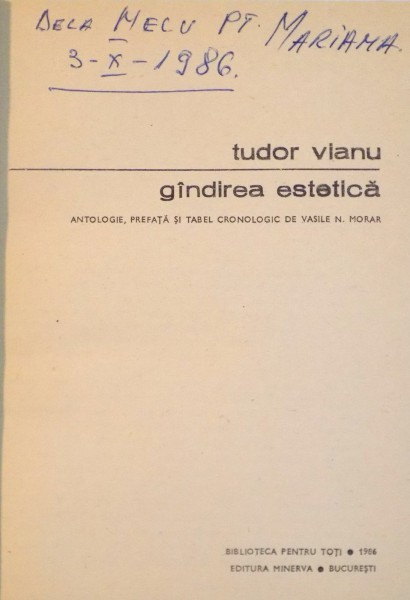 DELA MECU PT. MARIANA.
3-X-1986.
tudor vianu
gîndirea estetică
ANTOLOGIE, PREFAȚĂ ȘI TABEL CRONOLOGIC DE VASILE N. MORAR
BIBLIOTECA PENTRU TOȚI ● 1986
EDITURA MINERVA ● BUCUREȘTI